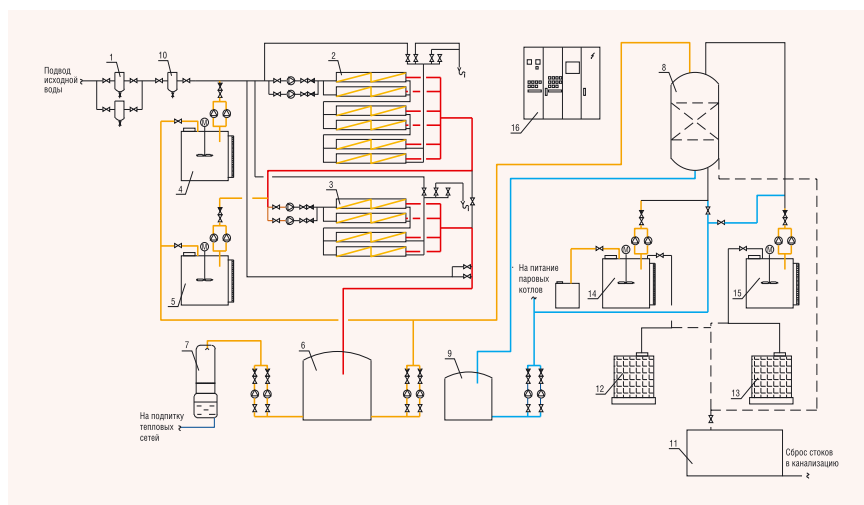 1
10
2
8
Подвод
исходной
воды
16
М
4
3
На питание
паровых
котлов
М
М
М
5
14
15
7
6
9
12
13
На подпитку
тепловых
сетей
11
Сброс стоков
в канализацию